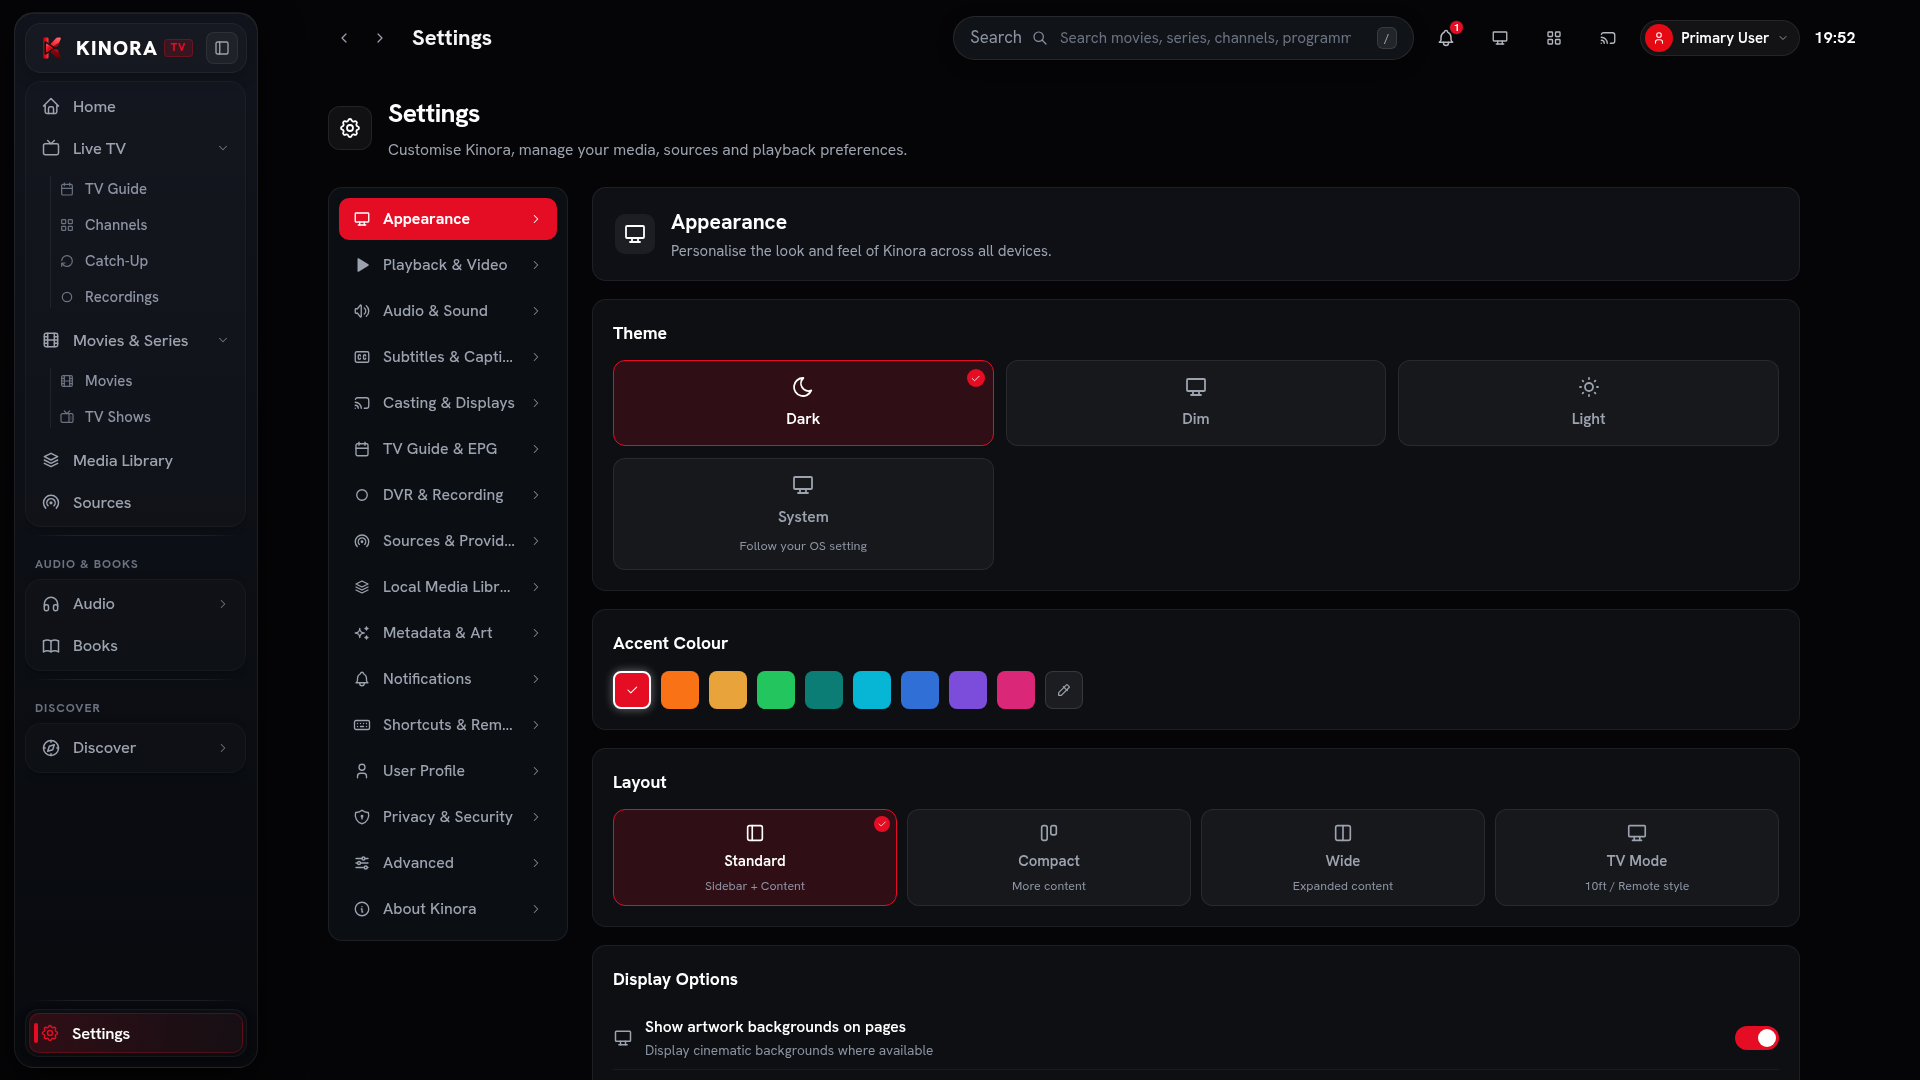 KINORA TV
Home
Live TV
TV Guide
Channels
Catch-Up
Recordings
Movies & Series
Movies
TV Shows
Media Library
Sources
AUDIO & BOOKS
Audio
Books
DISCOVER
Discover
Settings
Settings
Search
Search movies, series, channels, programm
/
1
Primary User
19:52
Settings
Customise Kinora, manage your media, sources and playback preferences.
Appearance
Playback & Video
Audio & Sound
Subtitles & Capti...
Casting & Displays
TV Guide & EPG
DVR & Recording
Sources & Provid...
Local Media Libr...
Metadata & Art
Notifications
Shortcuts & Rem...
User Profile
Privacy & Security
Advanced
About Kinora
Appearance
Personalise the look and feel of Kinora across all devices.
Theme
Dark
Dim
Light
System
Follow your OS setting
Accent Colour
Layout
Standard
Sidebar + Content
Compact
More content
Wide
Expanded content
TV Mode
10ft / Remote style
Display Options
Show artwork backgrounds on pages
Display cinematic backgrounds where available